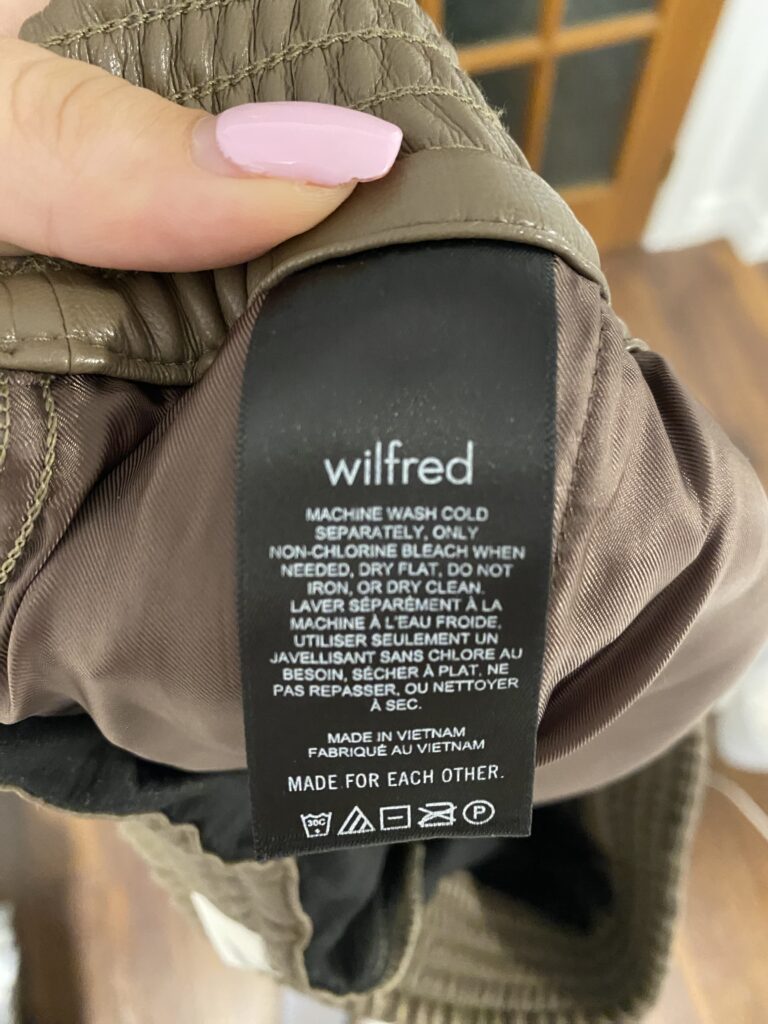 wilfred
MACHINE WASH COLD
SEPARATELY, ONLY
NON-CHLORINE BLEACH WHEN
NEEDED, DRY FLAT, DO NOT
IRON, OR DRY CLEAN.
LAVER SÉPARÉMENT À LA
MACHINE À L'EAU FROIDE,
UTILISER SEULEMENT UN
JAVELLISANT SANS CHLORE AU
BESOIN, SÉCHER À PLAT, NE
PAS REPASSER, OU NETTOYER
À SEC.
MADE IN VIETNAM
FABRIQUÉ AU VIETNAM
MADE FOR EACH OTHER.
30C P